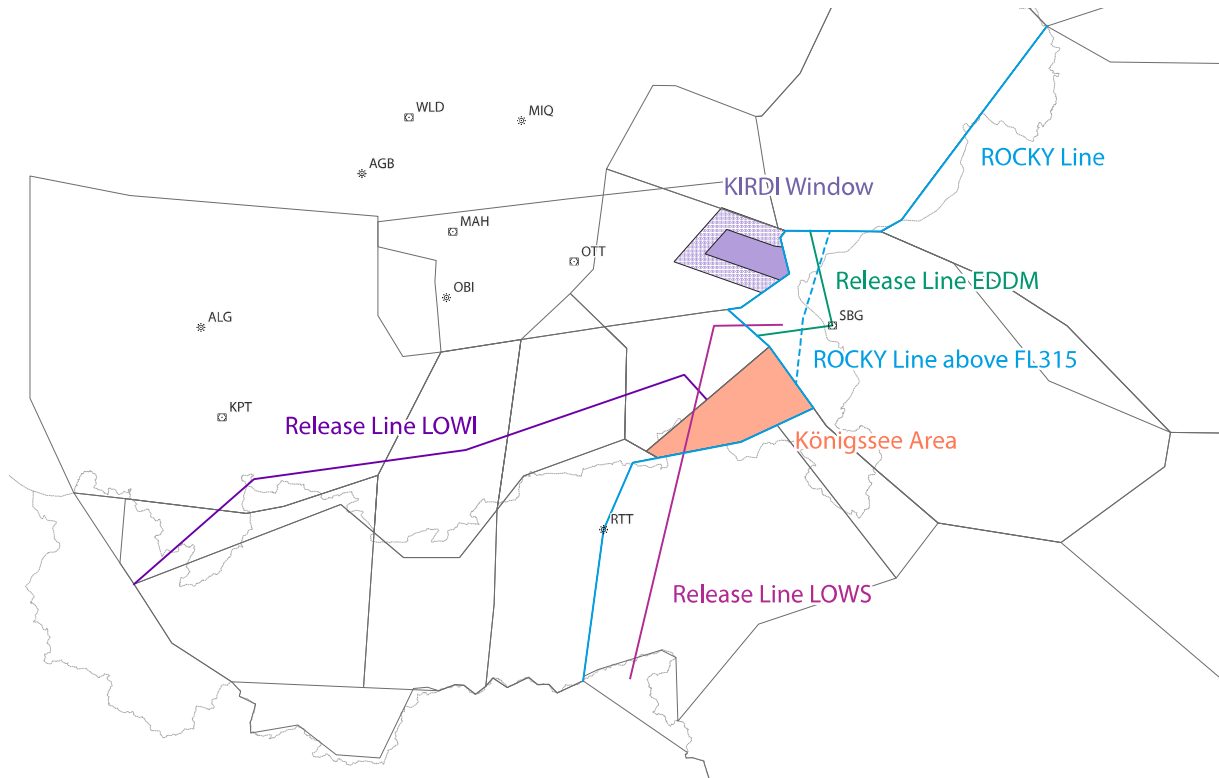 WLD
MIQ
ROCKY Line
AGB
KIRDI Window
MAH
OTT
Release Line EDDM
OBI
SBG
ALG
ROCKY Line above FL315
KPT
Release Line LOWI
Königssee Area
RTT
Release Line LOWS